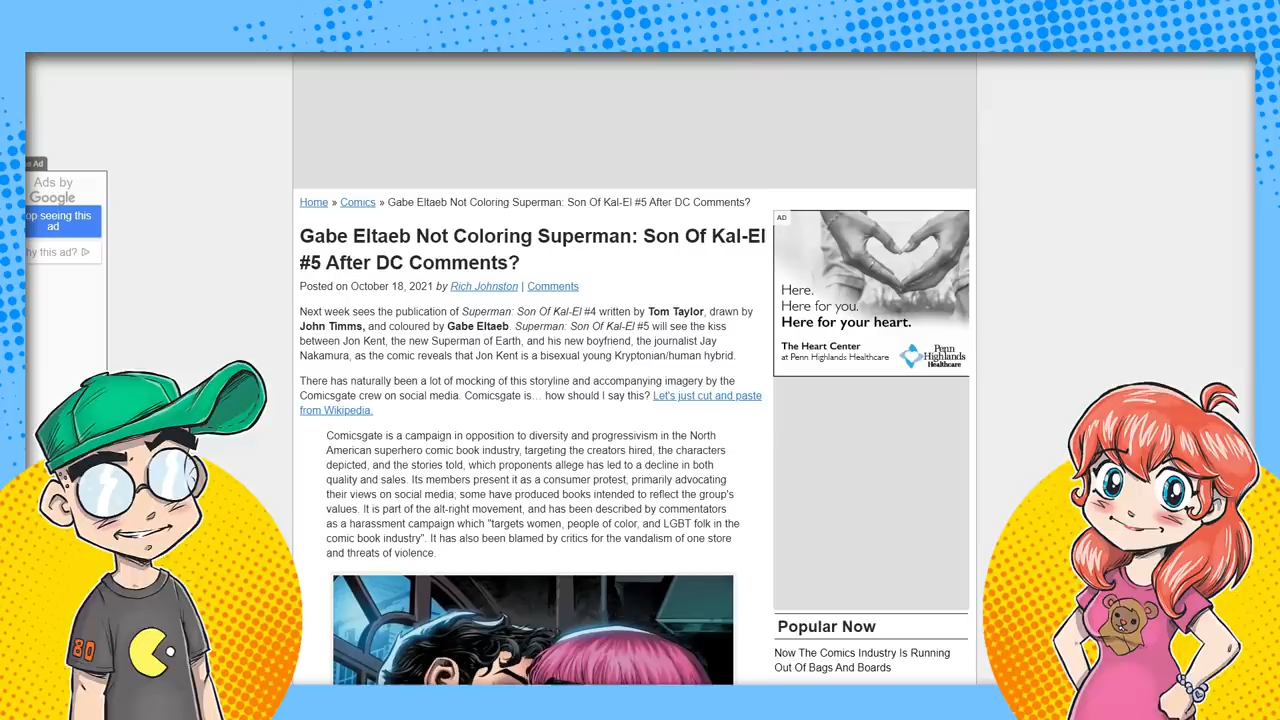 Home » Comics » Gabe Eltaeb Not Coloring Superman: Son Of Kal-El #5 After DC Comments?
Gabe Eltaeb Not Coloring Superman: Son Of Kal-El
#5 After DC Comments?
Posted on October 18, 2021 by Rich Johnston | Comments
Next week sees the publication of Superman: Son Of Kal-El #4 written by Tom Taylor, drawn by
John Timms, and coloured by Gabe Eltaeb. Superman: Son Of Kal-El #5 will see the kiss
between Jon Kent, the new Superman of Earth, and his new boyfriend, the journalist Jay
Nakamura, as the comic reveals that Jon Kent is a bisexual young Kryptonian/human hybrid.
There has naturally been a lot of mocking of this storyline and accompanying imagery by the
Comicsgate crew on social media. Comicsgate is… how should I say this? Let's just cut and paste
from Wikipedia.
Comicsgate is a campaign in opposition to diversity and progressivism in the North
American superhero comic book industry, targeting the creators hired, the characters
depicted, and the stories told, which proponents allege has led to a decline in both
quality and sales. Its members present it as a consumer protest, primarily advocating
their views on social media; some have produced books intended to reflect the group's
values. It is part of the alt-right movement, and has been described by commentators
as a harassment campaign which "targets women, people of color, and LGBT folk in the
comic book industry". It has also been blamed by critics for the vandalism of one store
and threats of violence.
Ad
Ads by
Google
op seeing this
ad
hy this ad?
AD
Here.
Here for you.
Here for your heart.
The Heart Center
at Penn Highlands Healthcare
Penn
Highlands
Healthcare
Popular Now
Now The Comics Industry Is Running
Out Of Bags And Boards
80